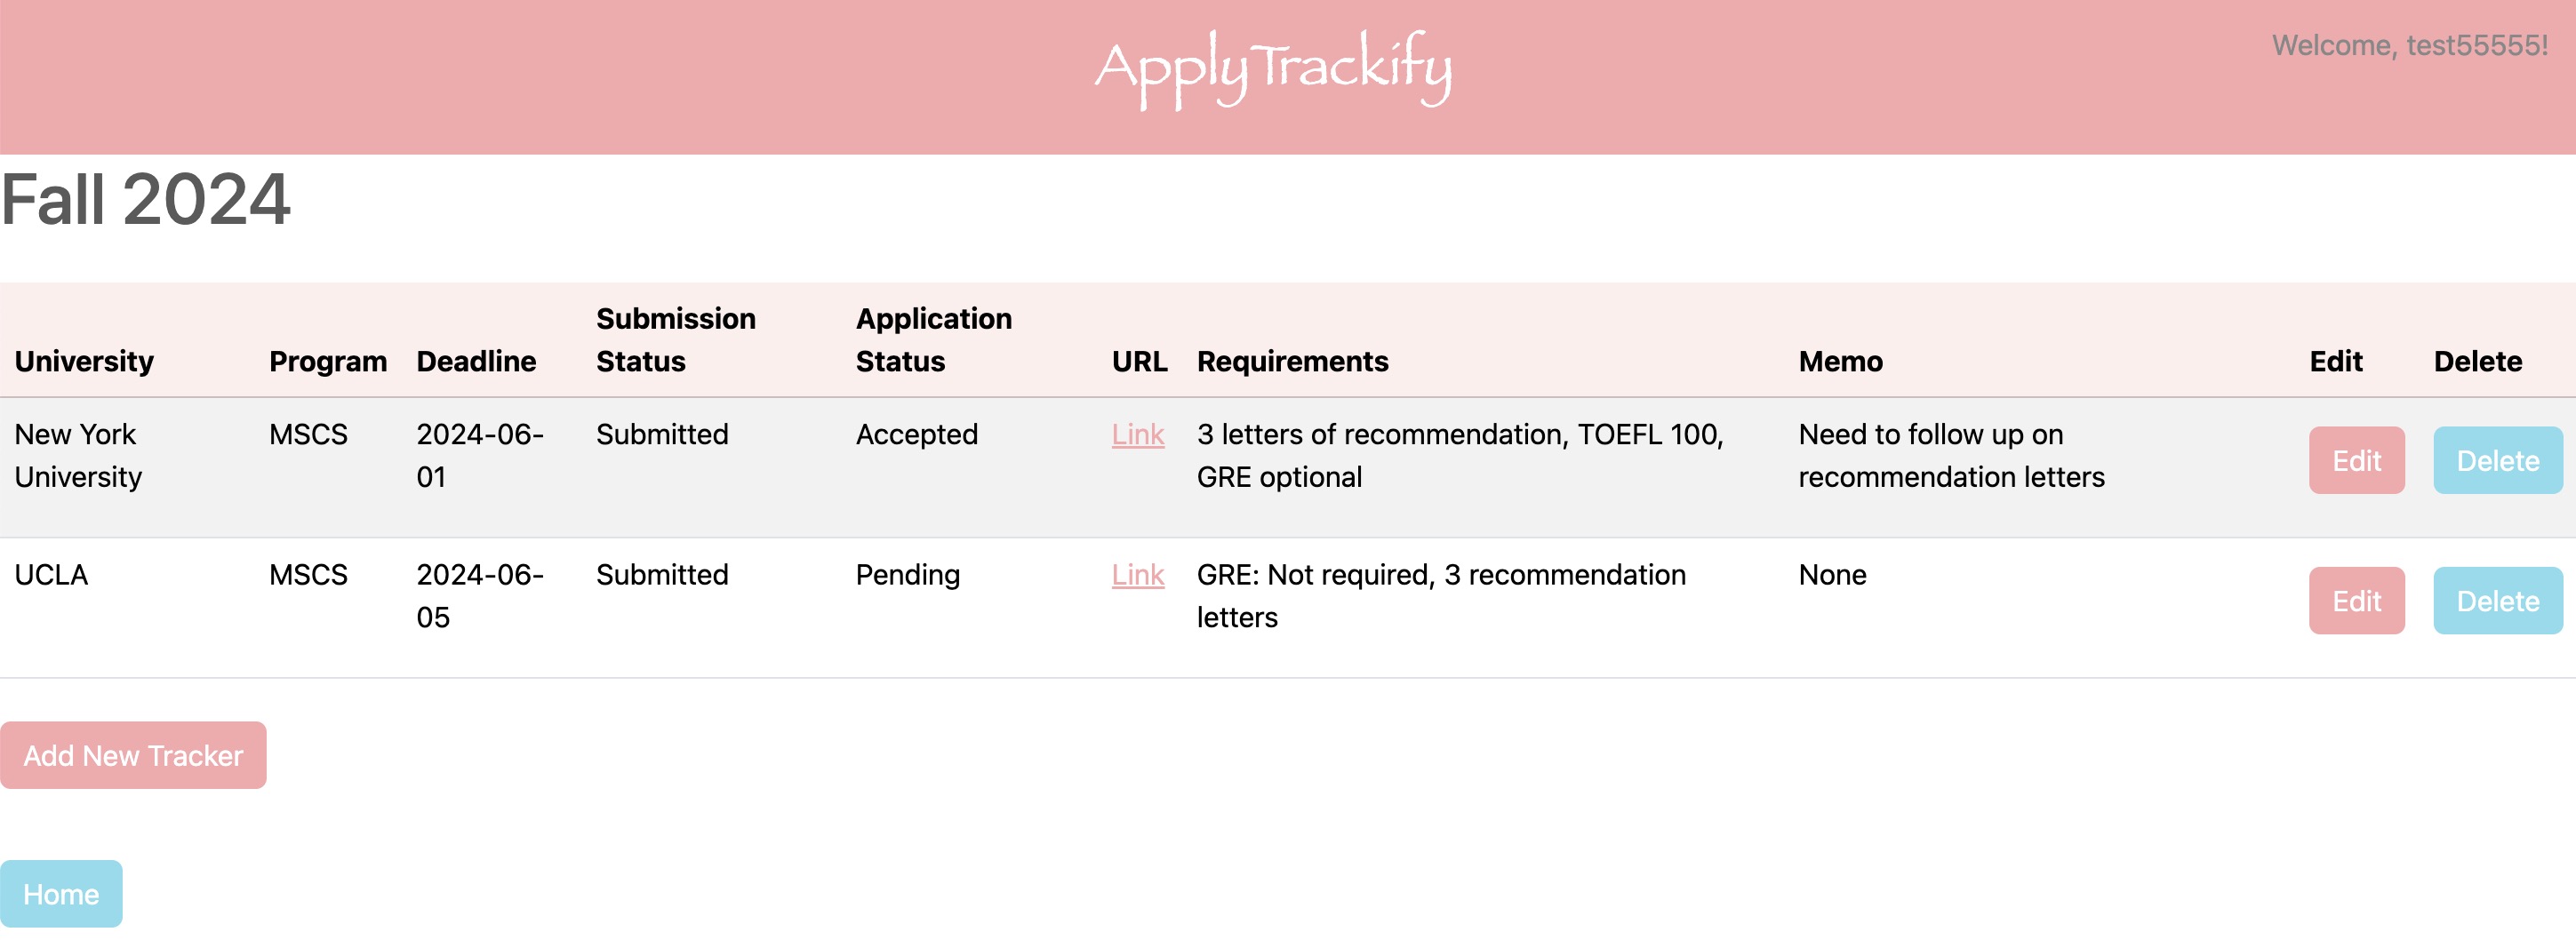 ApplyTrackify
Welcome, test55555!
Fall 2024
University Program Deadline Submission Status Application Status URL Requirements Memo Edit Delete
New York University MSCS 2024-06-01 Submitted Accepted Link 3 letters of recommendation, TOEFL 100, GRE optional Need to follow up on recommendation letters Edit Delete
UCLA MSCS 2024-06-05 Submitted Pending Link GRE: Not required, 3 recommendation letters None Edit Delete
Add New Tracker
Home